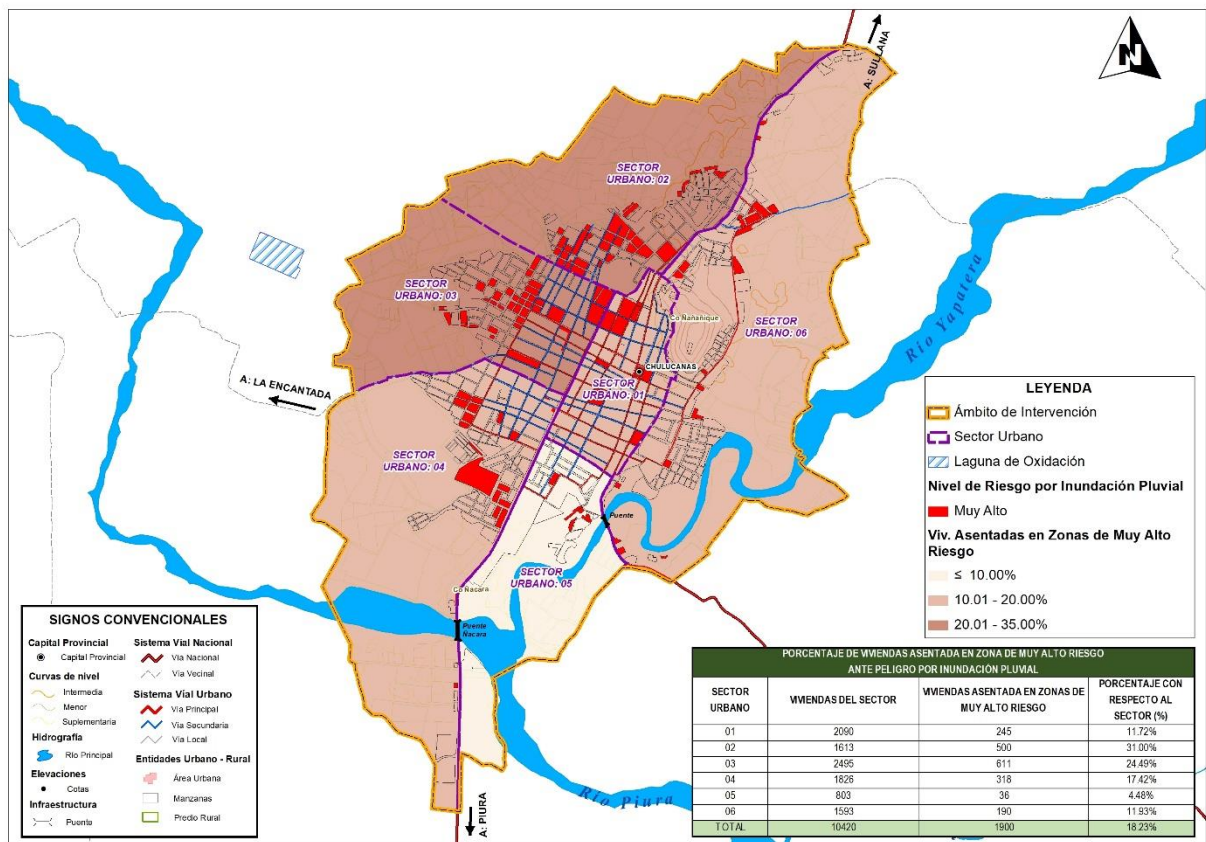 A: SULLANA
N
SECTOR
URBANO: 02
SECTOR
URBANO: 03
Co Ñañañique
SECTOR
URBANO: 06
Río Yapatera
CHULUCANAS
SECTOR
URBANO: 01
A: LA ENCANTADA
SECTOR
URBANO: 04
Puente
SECTOR
URBANO: 05
Co Ñacara
Puente
Ñacara
Río Piura
A: PIURA
LEYENDA
Ámbito de Intervención
Sector Urbano
Laguna de Oxidación
Nivel de Riesgo por Inundación Pluvial
Muy Alto
Viv. Asentadas en Zonas de Muy Alto
Riesgo
≤ 10.00%
10.01 - 20.00%
20.01 - 35.00%
SIGNOS CONVENCIONALES
Capital Provincial
Capital Provincial
Curvas de nivel
Intermedia
Menor
Suplementaria
Hidrografía
Río Principal
Elevaciones
Cotas
Infraestructura
Puente
Sistema Vial Nacional
Vía Nacional
Vía Vecinal
Sistema Vial Urbano
Vía Principal
Vía Secundaria
Vía Local
Entidades Urbano - Rural
Área Urbana
Manzanas
Predio Rural
PORCENTAJE DE VIVIENDAS ASENTADA EN ZONA DE MUY ALTO RIESGO
ANTE PELIGRO POR INUNDACIÓN PLUVIAL
SECTOR URBANO VIVIENDAS DEL SECTOR VIVIENDAS ASENTADA EN ZONAS DE MUY ALTO RIESGO PORCENTAJE CON RESPECTO AL SECTOR (%)
01 2090 245 11.72%
02 1613 500 31.00%
03 2495 611 24.49%
04 1826 318 17.42%
05 803 36 4.48%
06 1593 190 11.93%
TOTAL 10420 1900 18.23%